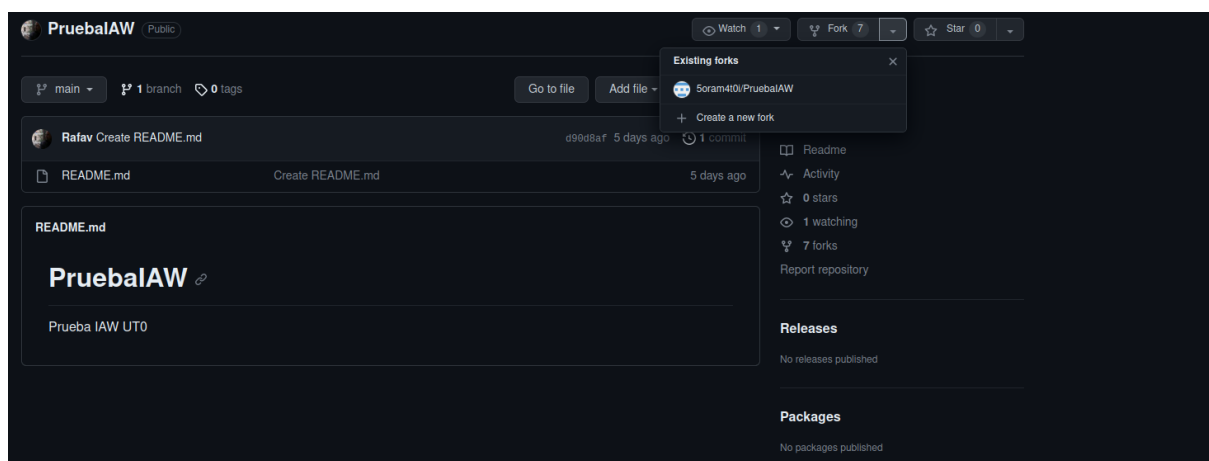 PruebaIAW Public
Watch 1 Fork 7 Star 0
Existing forks
5oram4t0i/PruebaIAW
Create a new fork
main 1 branch 0 tags Go to file Add file
Rafav Create README.md d90d8af 5 days ago 1 commit
README.md Create README.md 5 days ago
README.md
PruebaIAW
Prueba IAW UT0
Readme
Activity
0 stars
1 watching
7 forks
Report repository
Releases
No releases published
Packages
No packages published